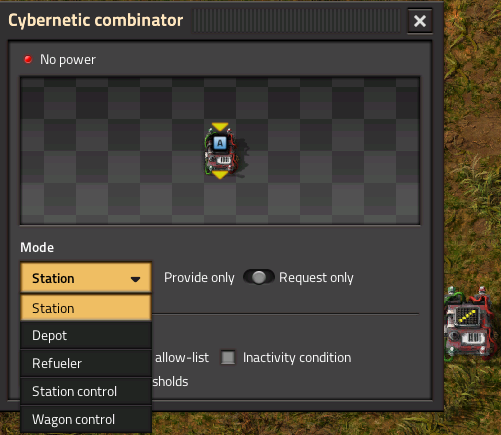 Cybernetic combinator
No power
A
Mode
Station
Provide only
Request only
Station
Depot
Refueler
allow-list
Inactivity condition
Station control
Wagon control